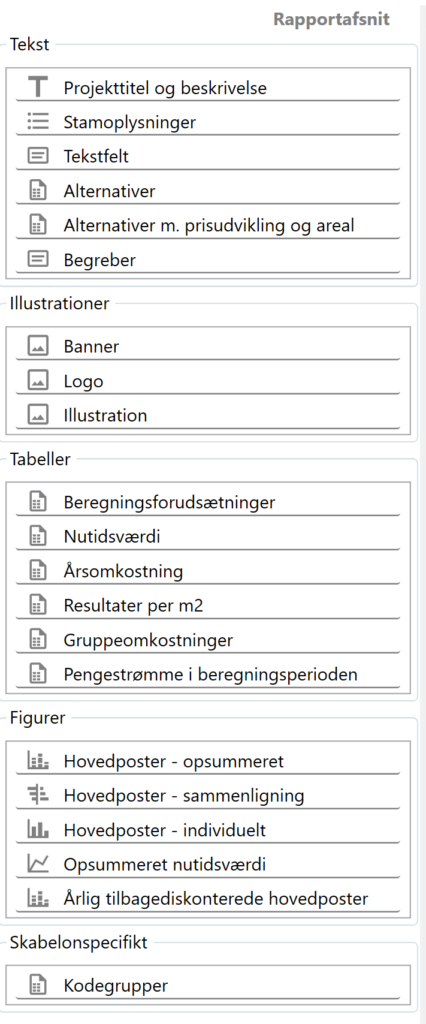 Rapportafsnit
Tekst
Projekttitel og beskrivelse
Stamoplysninger
Tekstfelt
Alternativer
Alternativer m. prisudvikling og areal
Begreber
Illustrationer
Banner
Logo
Illustration
Tabeller
Beregningsforudsætninger
Nutidsværdi
Årsomkostning
Resultater per m2
Gruppeomkostninger
Pengestrømme i beregningsperioden
Figurer
Hovedposter - opsummeret
Hovedposter - sammenligning
Hovedposter - individuelt
Opsummeret nutidsværdi
Årlig tilbagediskonterede hovedposter
Skabelonspecifikt
Kodegrupper